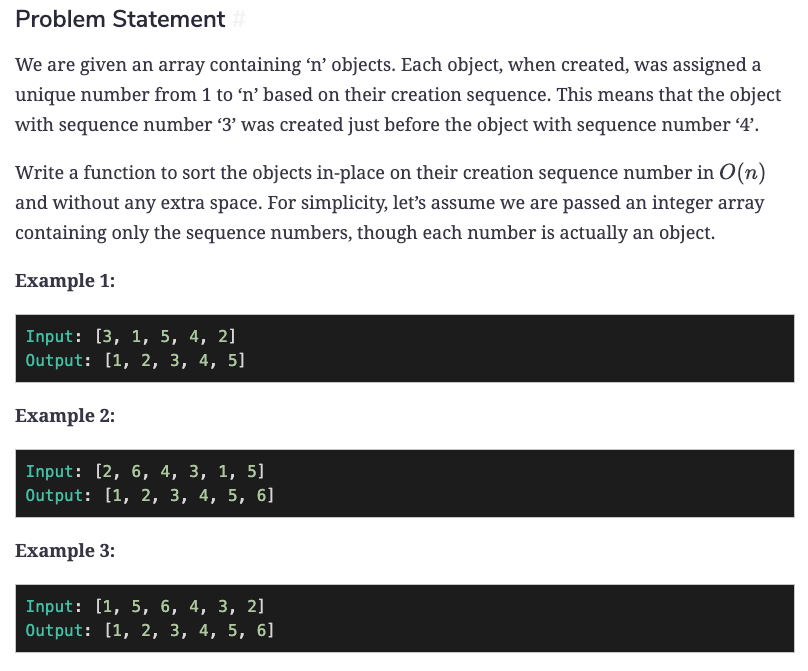 Problem Statement #
We are given an array containing ‘n’ objects. Each object, when created, was assigned a
unique number from 1 to ‘n’ based on their creation sequence. This means that the object
with sequence number ‘3’ was created just before the object with sequence number ‘4’.
Write a function to sort the objects in-place on their creation sequence number in O(n)
and without any extra space. For simplicity, let’s assume we are passed an integer array
containing only the sequence numbers, though each number is actually an object.
Example 1:
Input: [3, 1, 5, 4, 2]
Output: [1, 2, 3, 4, 5]
Example 2:
Input: [2, 6, 4, 3, 1, 5]
Output: [1, 2, 3, 4, 5, 6]
Example 3:
Input: [1, 5, 6, 4, 3, 2]
Output: [1, 2, 3, 4, 5, 6]